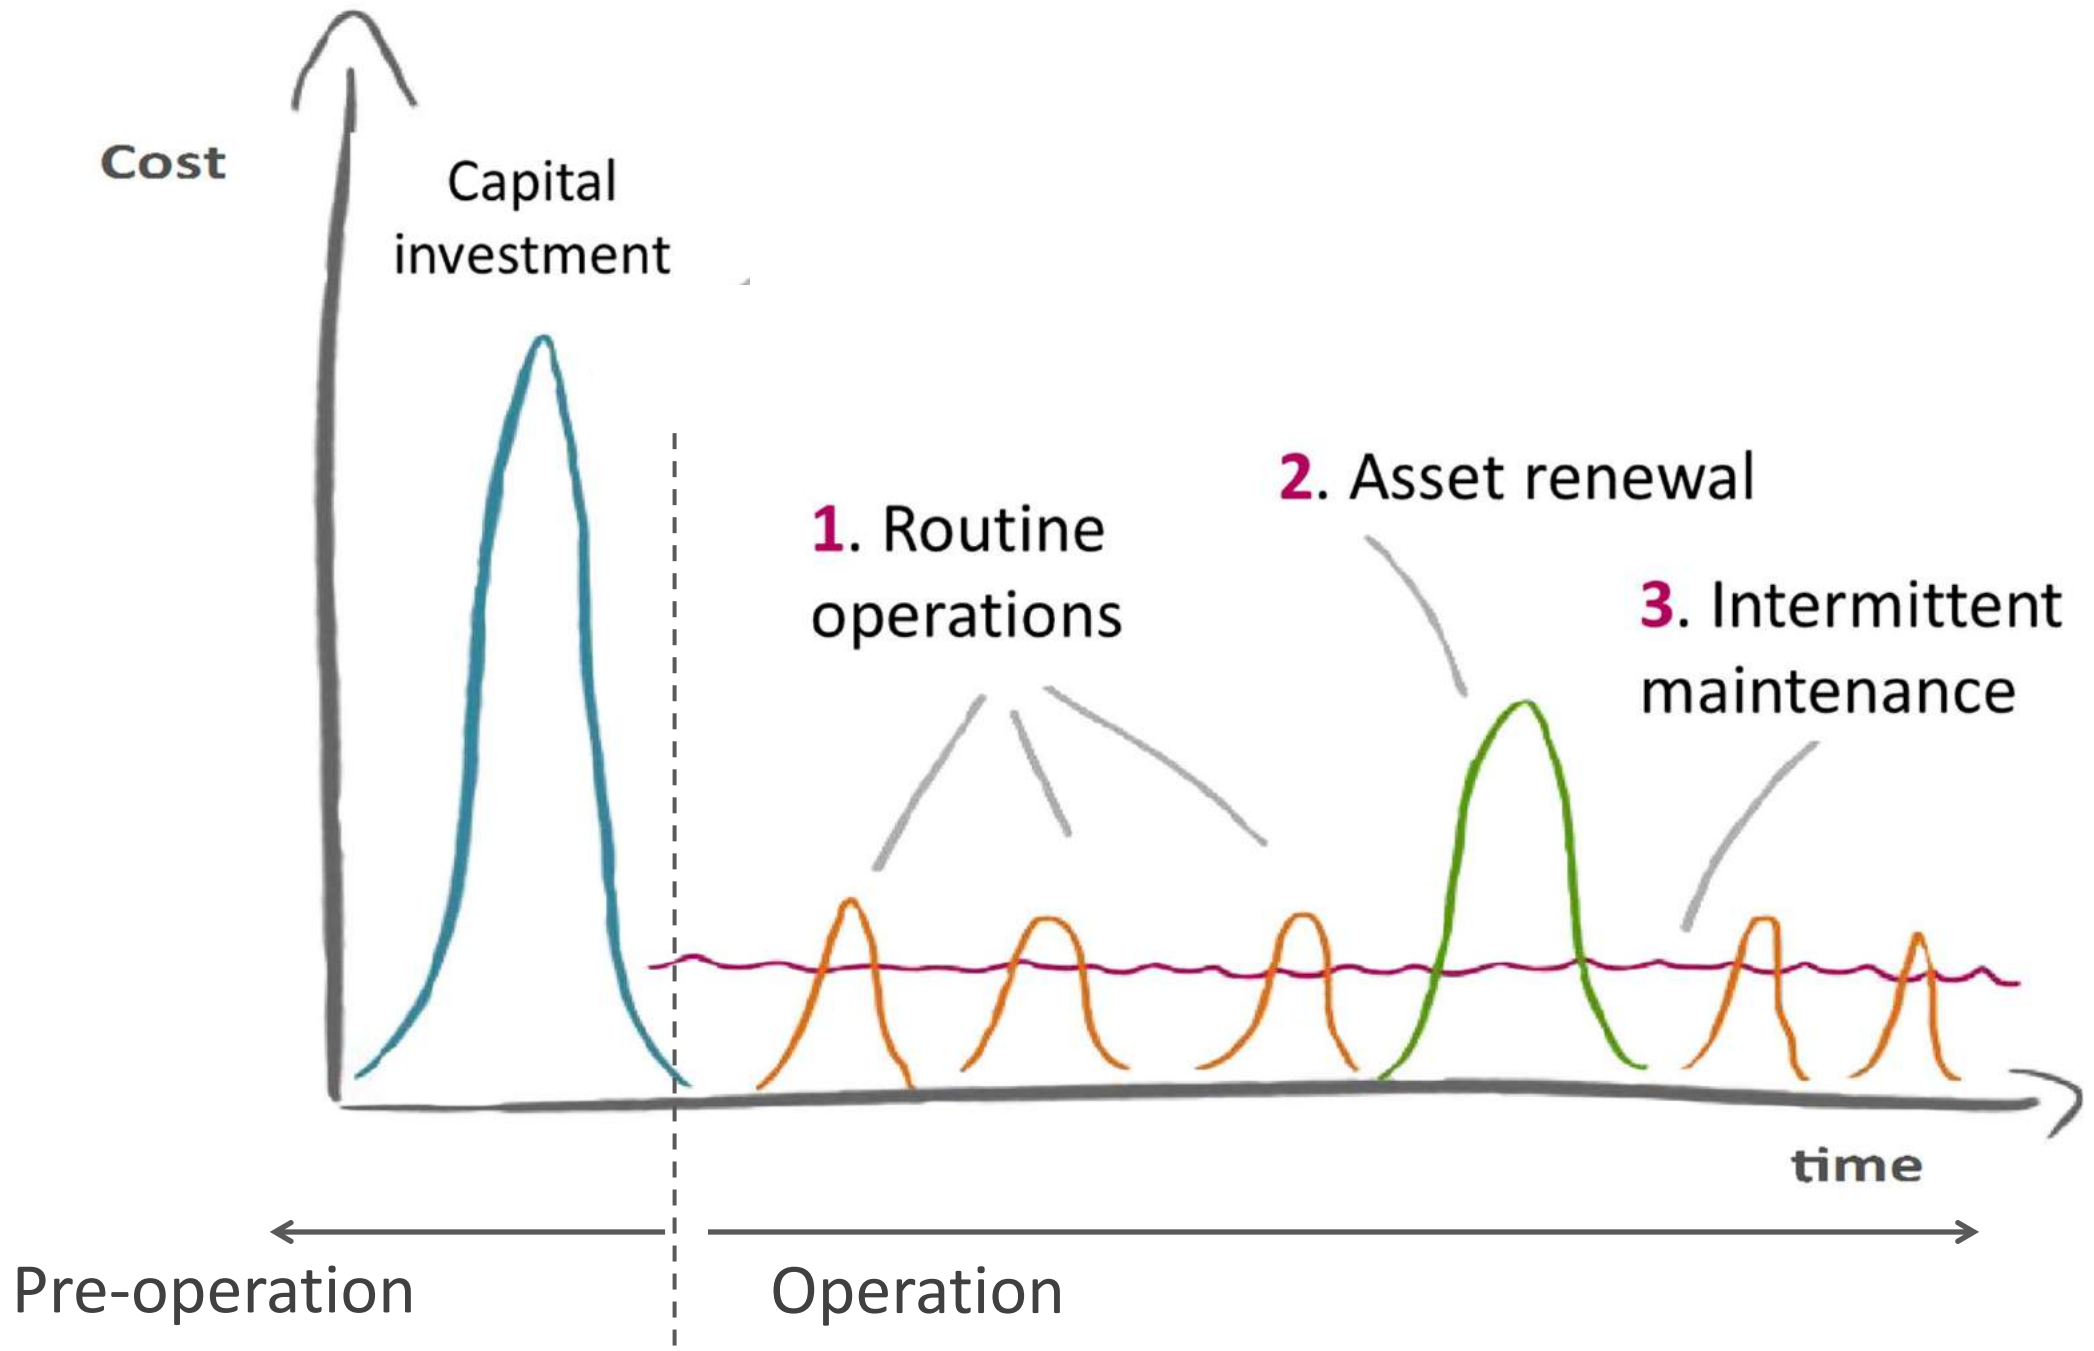 Cost
Capital
investment
1. Routine
operations
2. Asset renewal
3. Intermittent
maintenance
time
Pre-operation
Operation